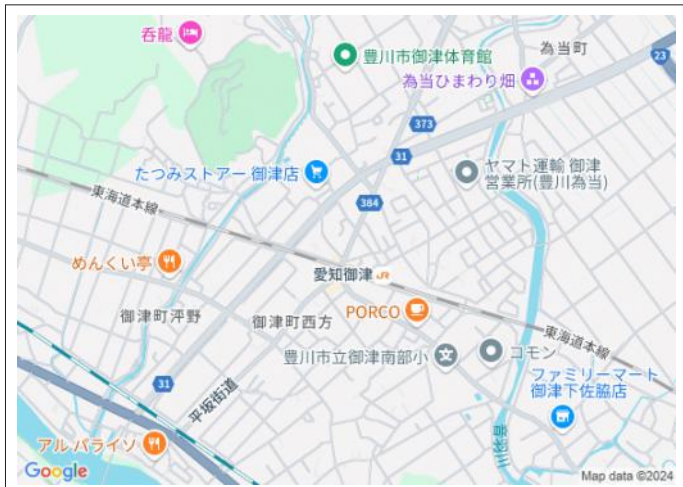 呑龍
豊川市御津体育館
為当町
23
為当ひまわり畑
373
31
たつみストアー 御津店
ヤマト運輸 御津
営業所(豊川為当)
東海道本線
384
めんくい亭
愛知御津 JR
PORCO
御津町泙野
御津町西方
東海道本線
豊川市立御津南部小
文
コモン
ファミリーマート
御津下佐脇店
31
平坂街道
アル パライソ
Google
Map data ©2024